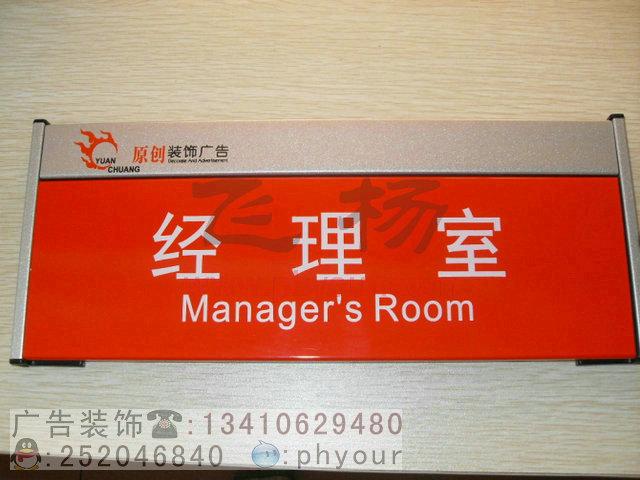 YUAN
CHUANG
原创装饰广告
Decorate And Advertisement
飞扬
经理室
Manager's Room
广告装饰☎:13410629480
:252046840 :phyour